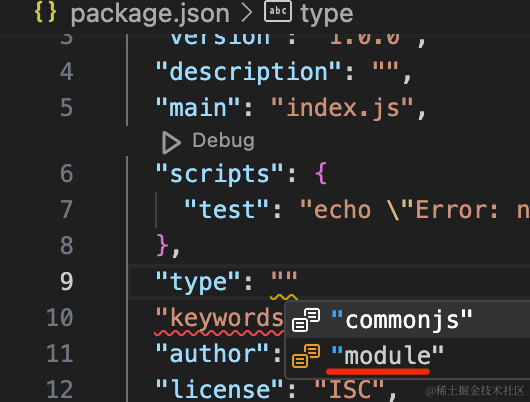 {} package.json > abc type
3 "version": "1.0.0",
4 "description": "",
5 "main": "index.js",
Debug
6 "scripts": {
7 "test": "echo \"Error: n
8 },
9 "type": ""
10 "keywords
"commonjs"
"module"
11 "author":
12 "license": "ISC",
@稀土掘金技术社区